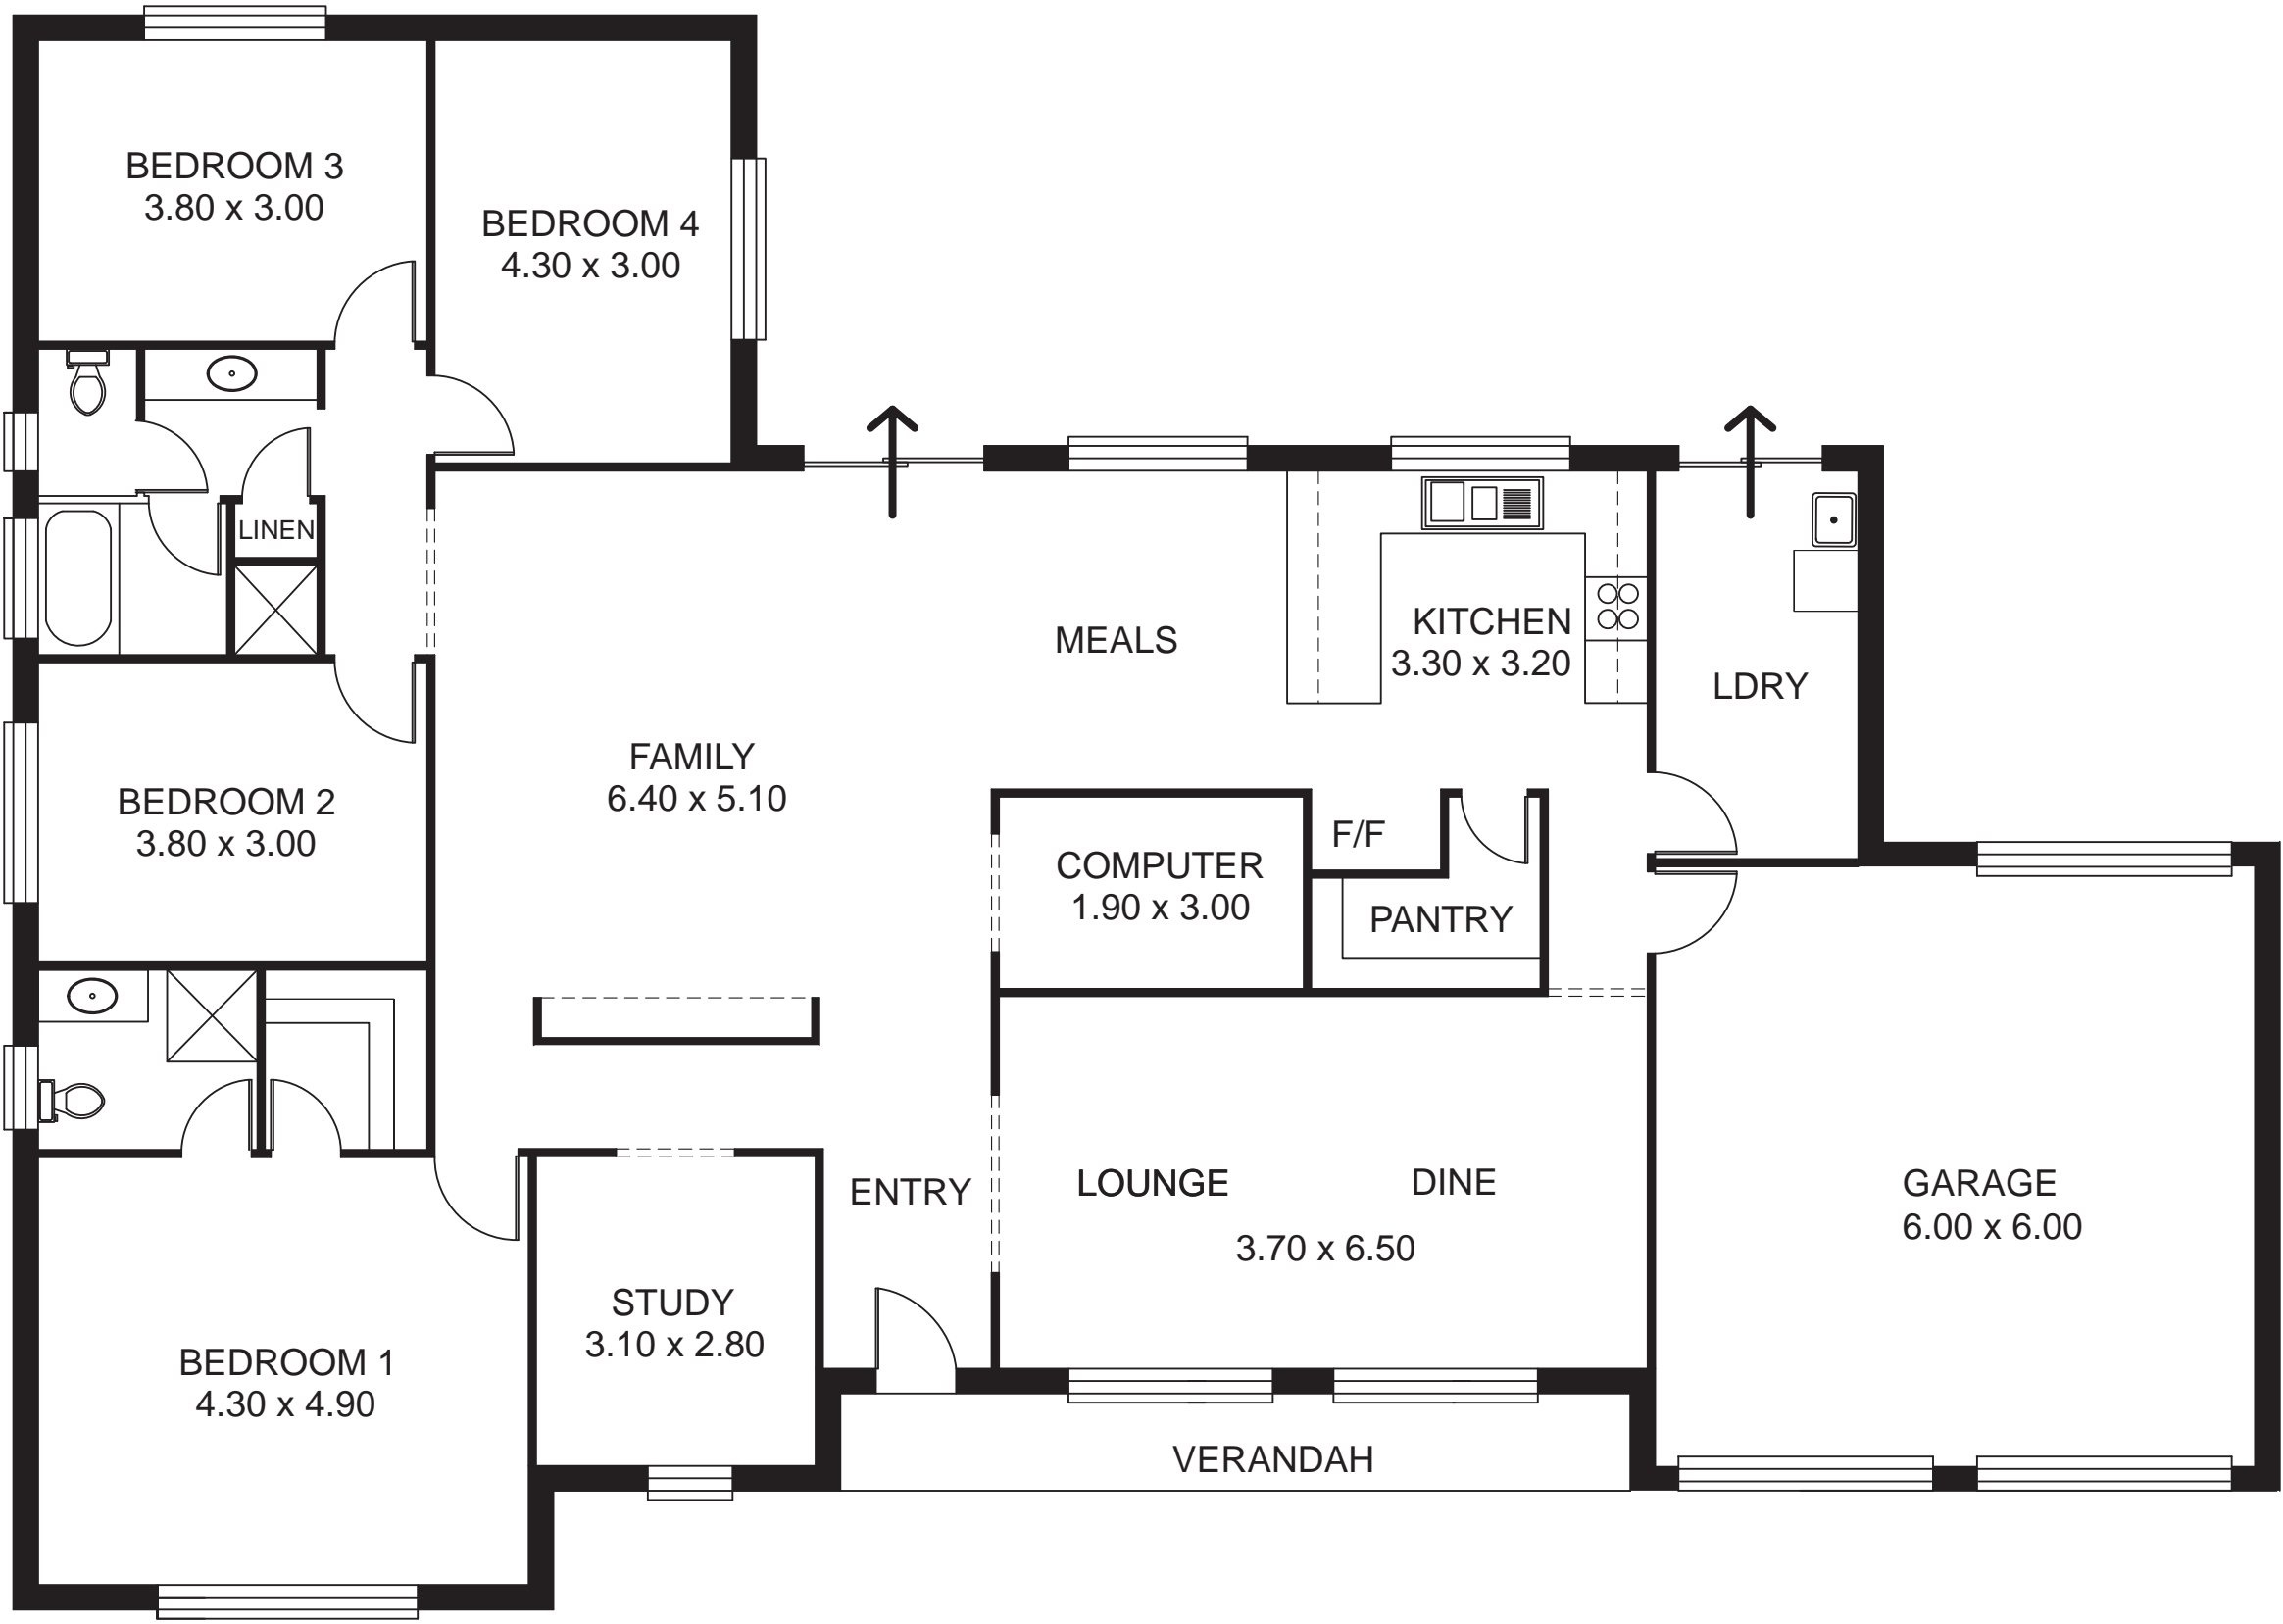 BEDROOM 3
3.80 x 3.00
BEDROOM 4
4.30 x 3.00
LINEN
MEALS
KITCHEN
3.30 x 3.20
LDRY
FAMILY
6.40 x 5.10
BEDROOM 2
3.80 x 3.00
F/F
COMPUTER
1.90 x 3.00
PANTRY
ENTRY
LOUNGE
DINE
3.70 x 6.50
GARAGE
6.00 x 6.00
STUDY
3.10 x 2.80
BEDROOM 1
4.30 x 4.90
VERANDAH